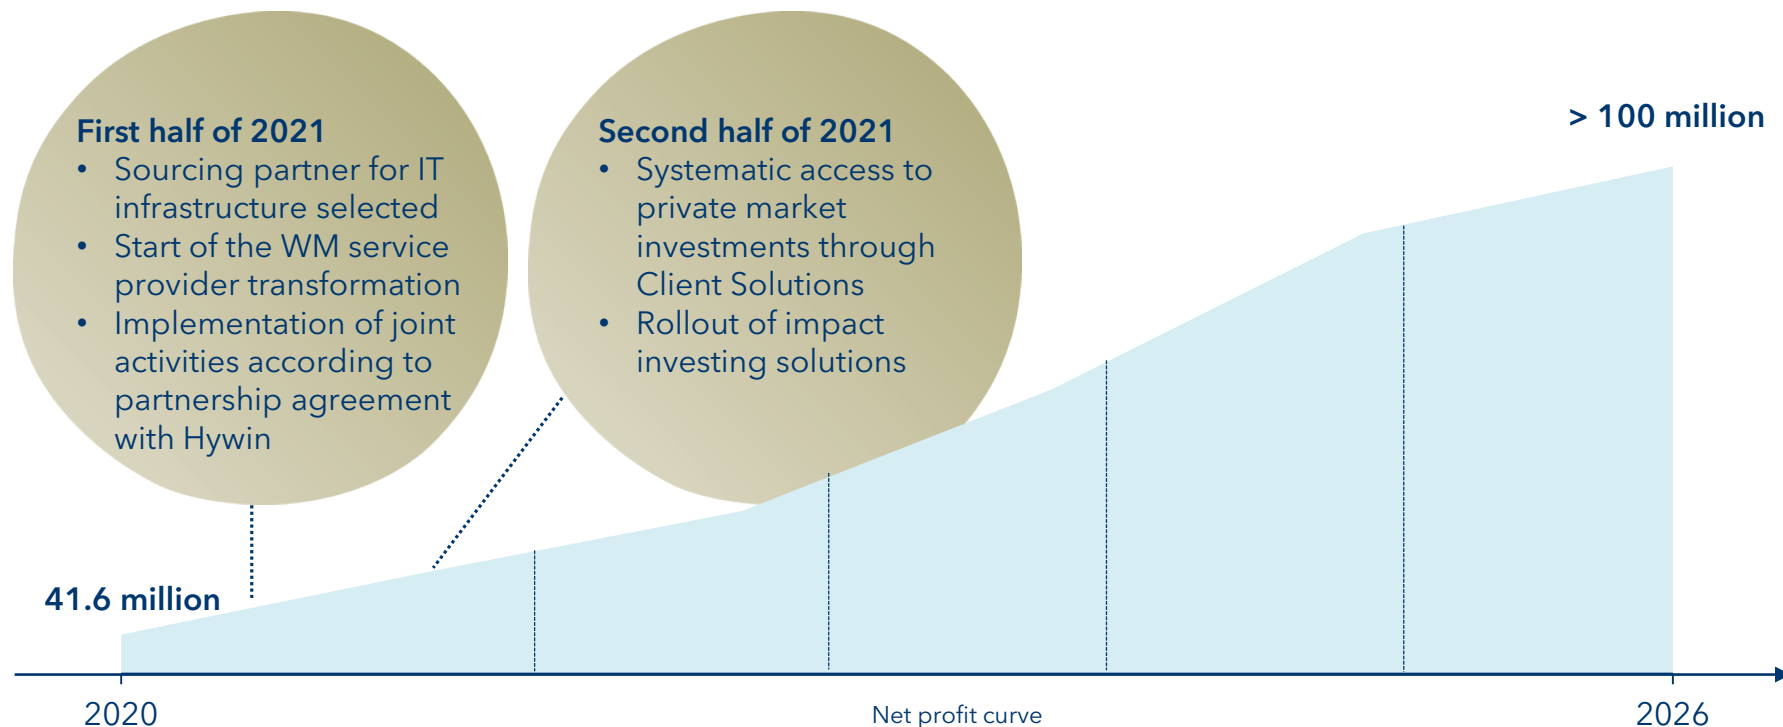 First half of 2021
• Sourcing partner for IT
infrastructure selected
• Start of the WM service
provider transformation
• Implementation of joint
activities according to
partnership agreement
with Hywin
Second half of 2021
• Systematic access to
private market
investments through
Client Solutions
• Rollout of impact
investing solutions
> 100 million
41.6 million
2020
Net profit curve
2026